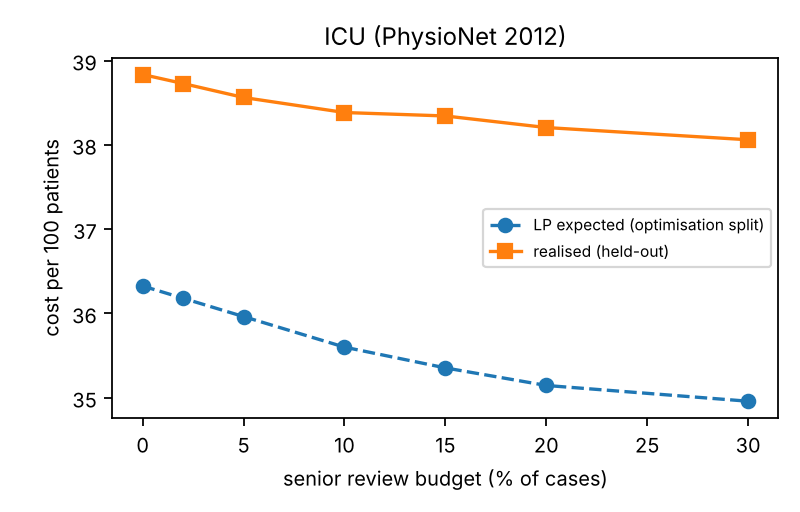 ICU (PhysioNet 2012)
cost per 100 patients
39
38
37
36
35
LP expected (optimisation split)
realised (held-out)
0 5 10 15 20 25 30
senior review budget (% of cases)